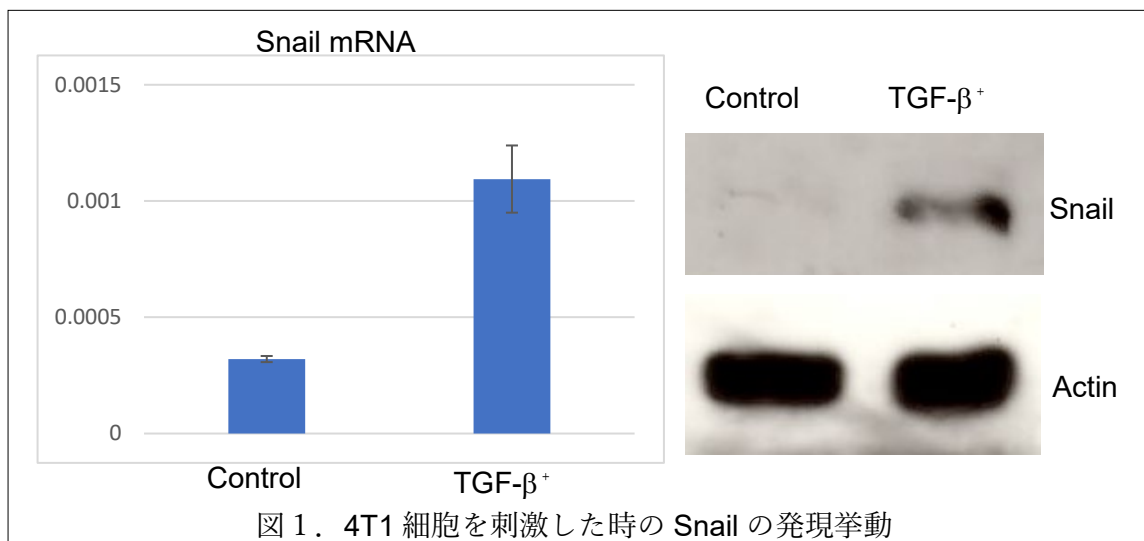 Snail mRNA
0.0015
0.001
0.0005
0
Control
TGF-β⁺
Control TGF-β⁺
Snail
Actin
図１．4T1 細胞を刺激した時の Snail の発現挙動